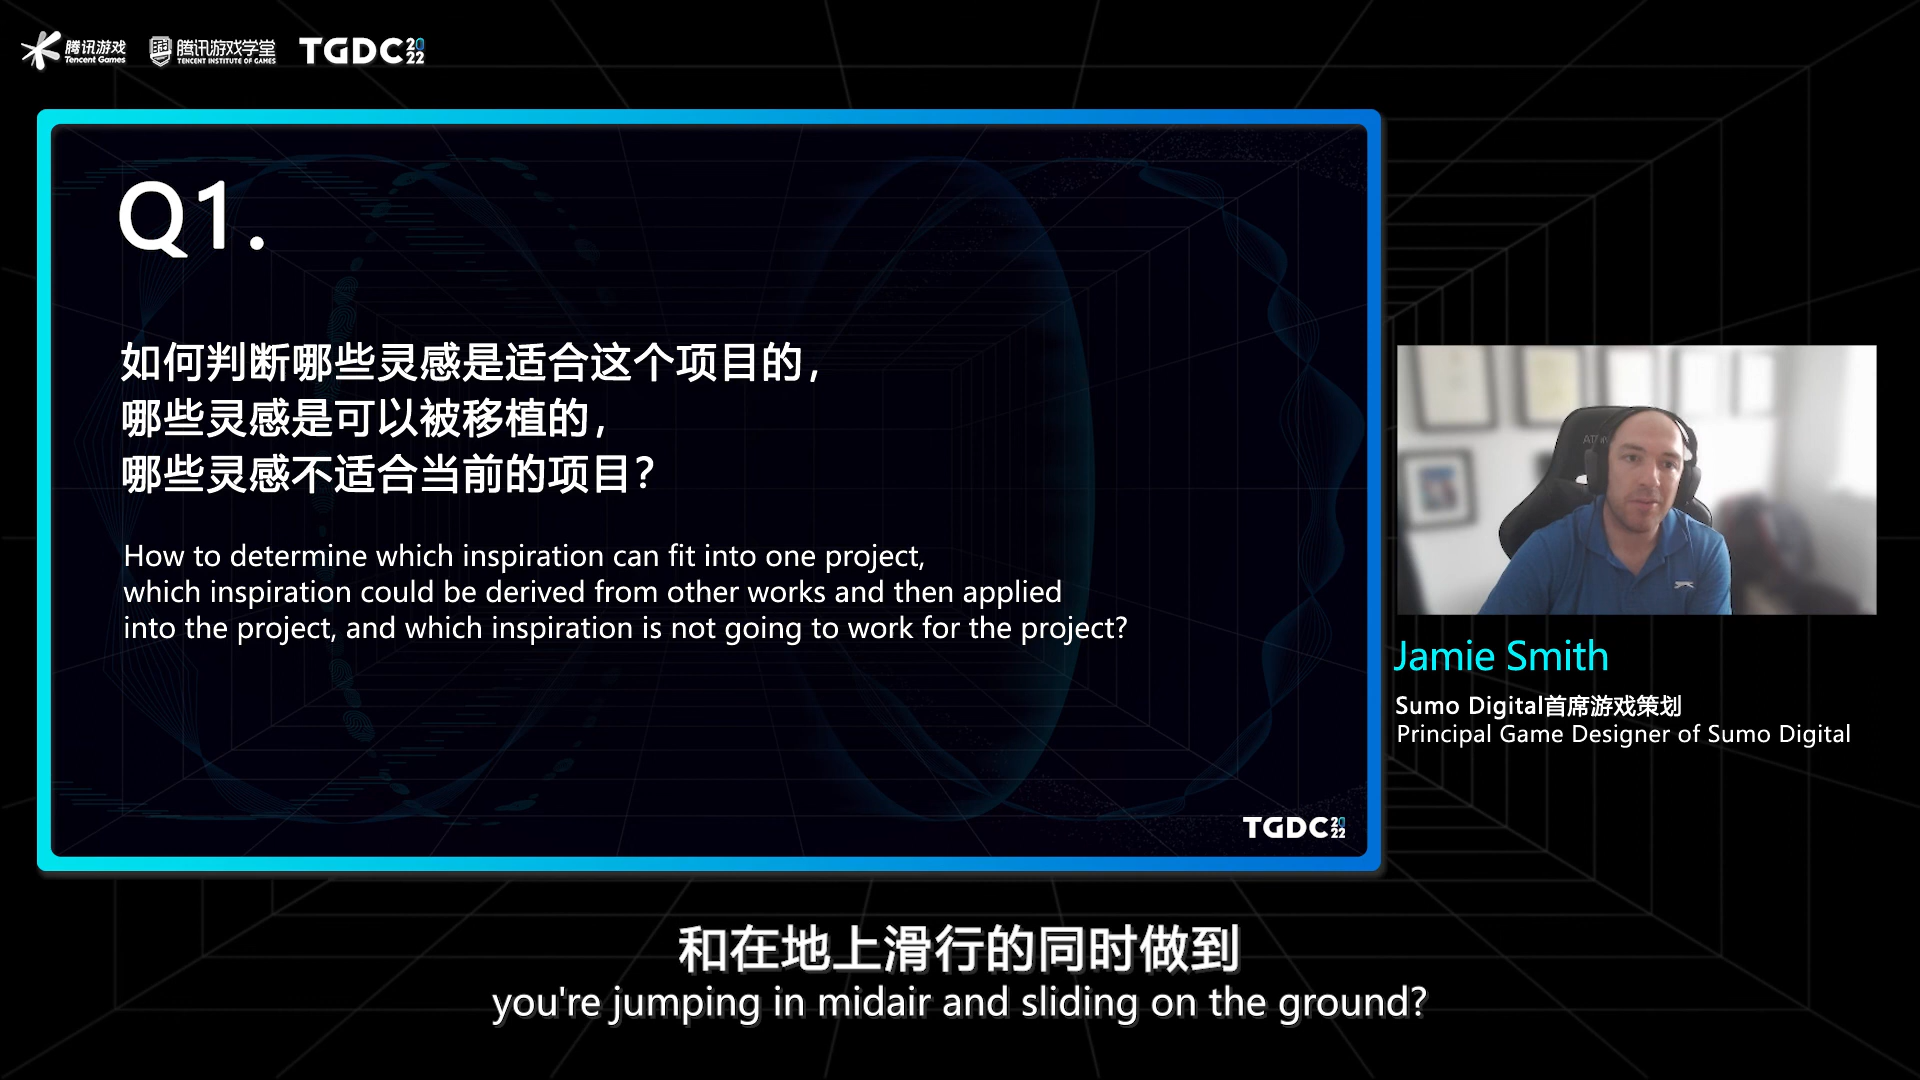 腾讯游戏
Tencent Games
腾讯游戏学堂
TENCENT INSTITUTE OF GAMES
TGDC2022
Q1.
如何判断哪些灵感是适合这个项目的,
哪些灵感是可以被移植的,
哪些灵感不适合当前的项目?
How to determine which inspiration can fit into one project,
which inspiration could be derived from other works and then applied
into the project, and which inspiration is not going to work for the project?
TGDC2022
Jamie Smith
Sumo Digital首席游戏策划
Principal Game Designer of Sumo Digital
和在地上滑行的同时做到
you're jumping in midair and sliding on the ground?